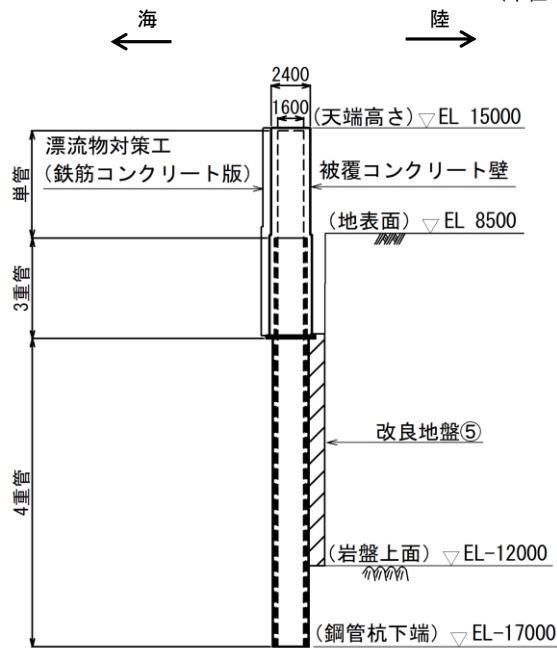 海
陸
2400
1600
(天端高さ) ▽ EL 15000
漂流物対策工
(鉄筋コンクリート版)
被覆コンクリート壁
単管
(地表面) ▽ EL 8500
3重管
改良地盤⑤
4重管
(岩盤上面) ▽ EL-12000
(鋼管杭下端) ▽ EL-17000